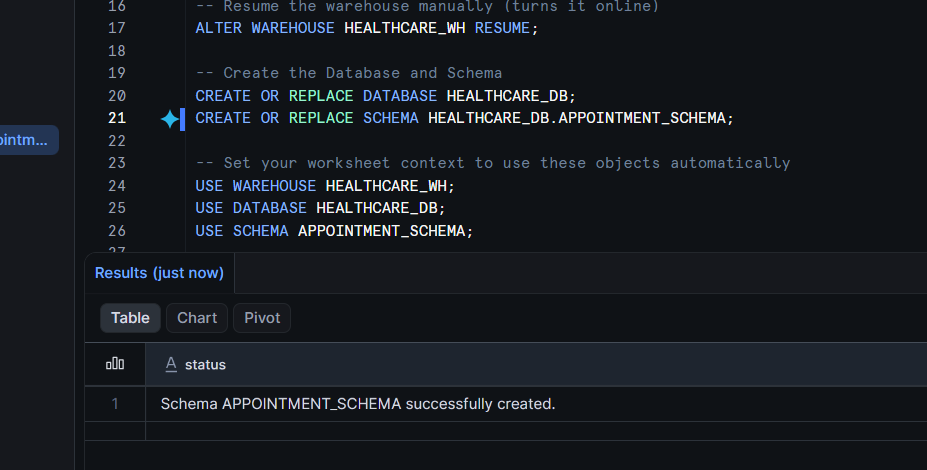 16 -- Resume the warehouse manually (turns it online)
17 ALTER WAREHOUSE HEALTHCARE_WH RESUME;
18
19 -- Create the Database and Schema
20 CREATE OR REPLACE DATABASE HEALTHCARE_DB;
21 CREATE OR REPLACE SCHEMA HEALTHCARE_DB.APPOINTMENT_SCHEMA;
ointm...
22
23 -- Set your worksheet context to use these objects automatically
24 USE WAREHOUSE HEALTHCARE_WH;
25 USE DATABASE HEALTHCARE_DB;
26 USE SCHEMA APPOINTMENT_SCHEMA;
27
Results (just now)
Table Chart Pivot
A status
1 Schema APPOINTMENT_SCHEMA successfully created.